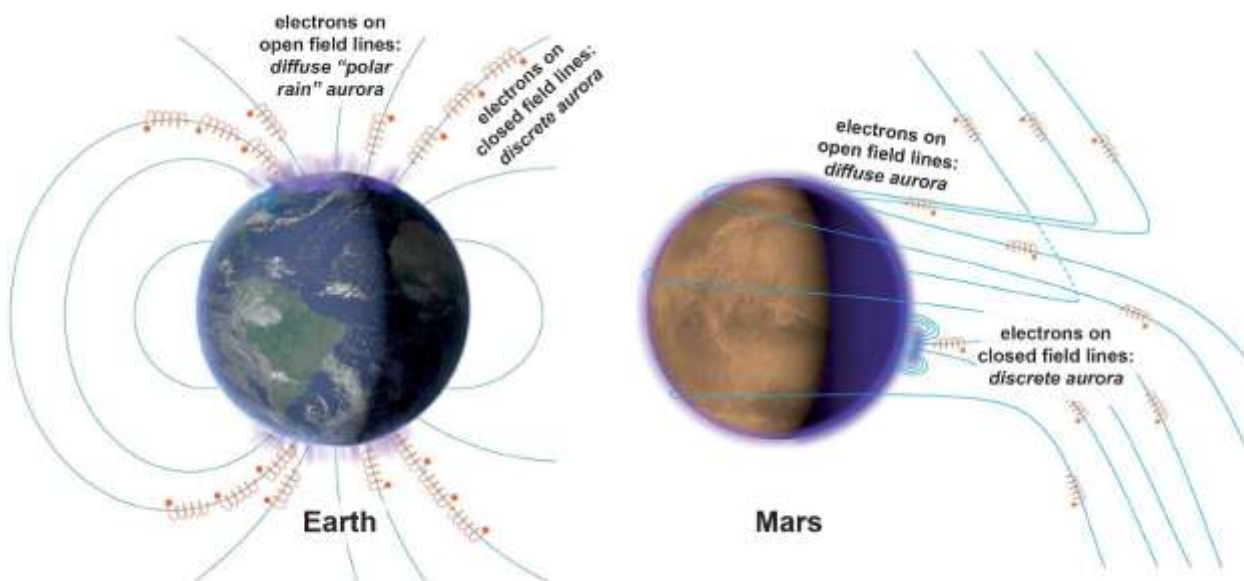 electrons on
open field lines:
diffuse “polar
rain” aurora
electrons on
closed field lines:
discrete aurora
Earth
electrons on
open field lines:
diffuse aurora
electrons on
closed field lines:
discrete aurora
Mars